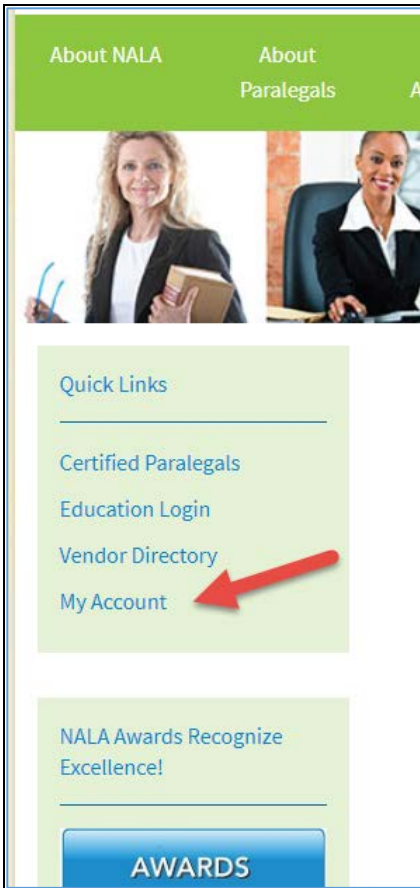 About NALA
About
Paralegals
A
Quick Links
Certified Paralegals
Education Login
Vendor Directory
My Account
NALA Awards Recognize
Excellence!
AWARDS